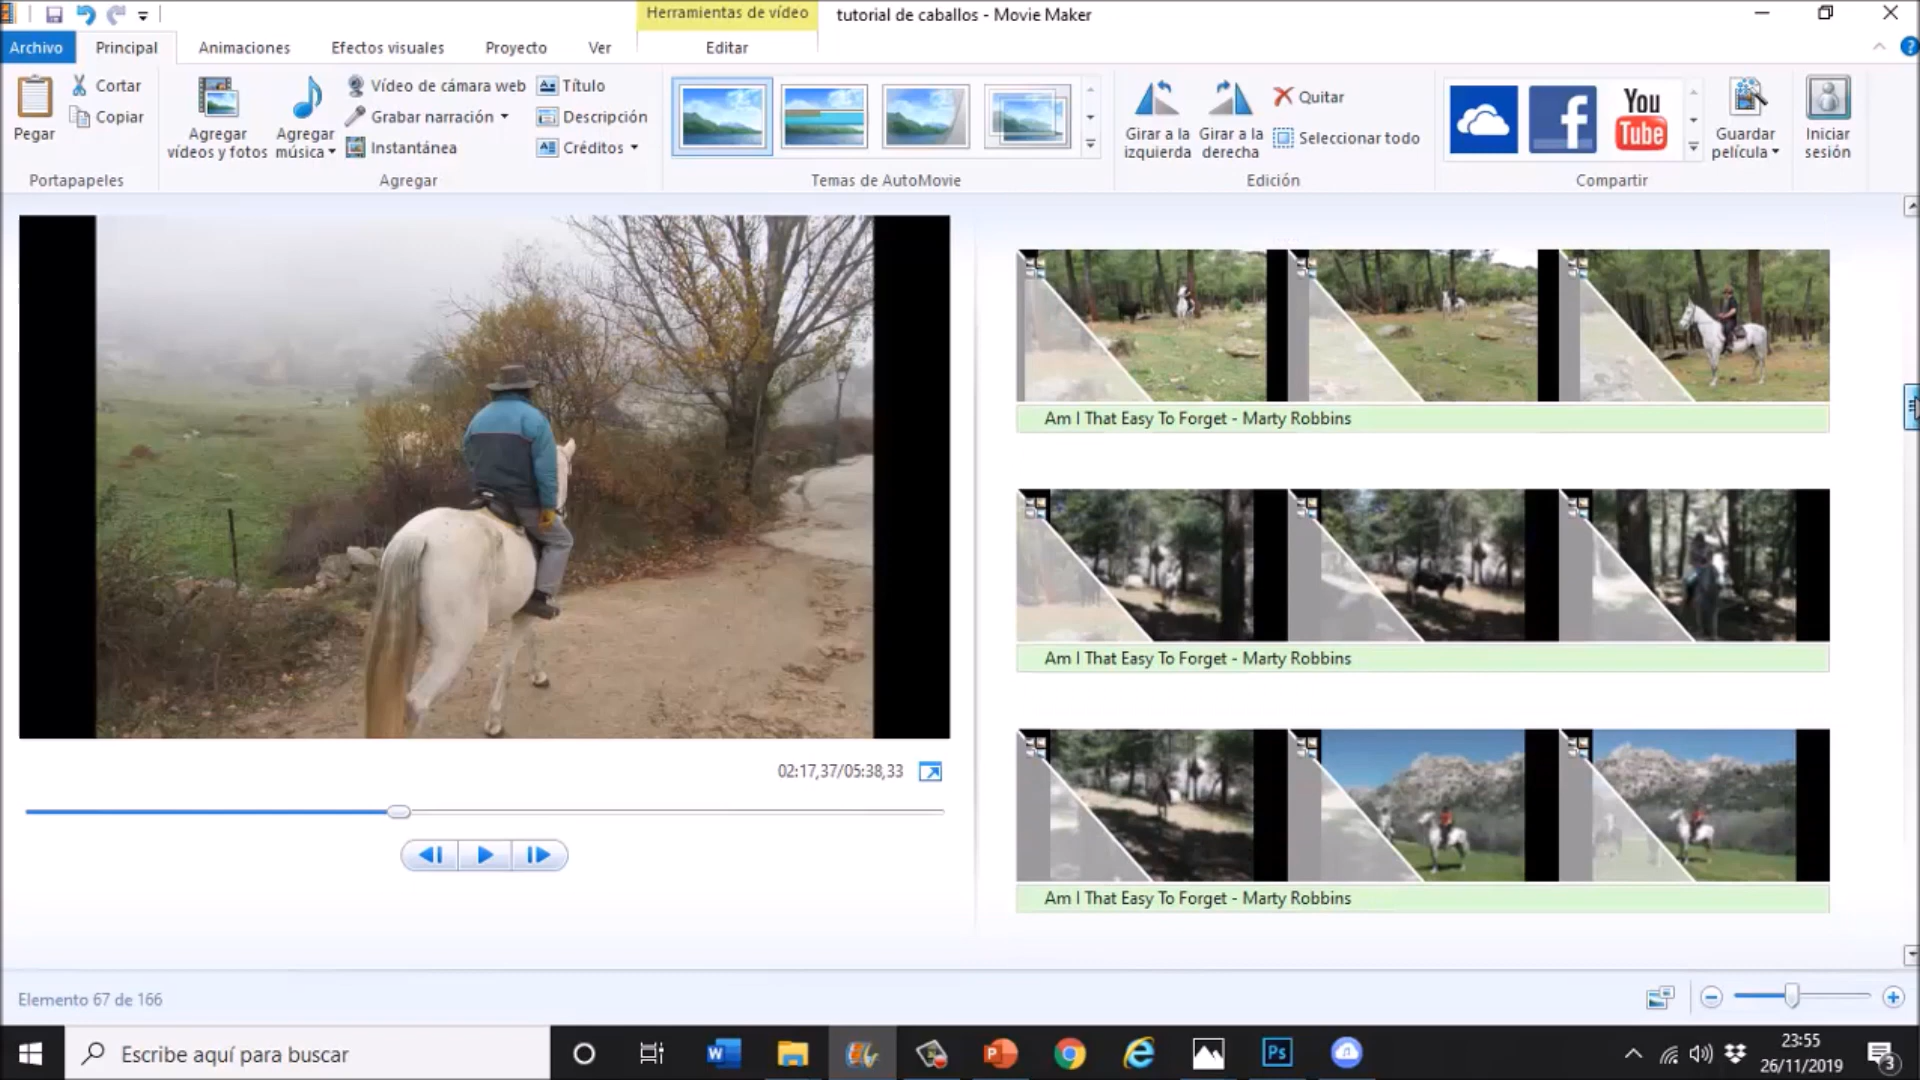 Herramientas de vídeo
tutorial de caballos - Movie Maker
Archivo
Principal
Animaciones
Efectos visuales
Proyecto
Ver
Editar
Pegar
Cortar
Copiar
Portapapeles
Agregar vídeos y fotos
Agregar música
Vídeo de cámara web
Grabar narración
Instantánea
Título
Descripción
Créditos
Agregar
Temas de AutoMovie
Girar a la izquierda
Girar a la derecha
Quitar
Seleccionar todo
Edición
f
You
Tube
Compartir
Guardar película
Iniciar sesión
?
Am I That Easy To Forget - Marty Robbins
Am I That Easy To Forget - Marty Robbins
Am I That Easy To Forget - Marty Robbins
02:17,37/05:38,33
Elemento 67 de 166
Escribe aquí para buscar
W
P
Ps
23:55
26/11/2019
3